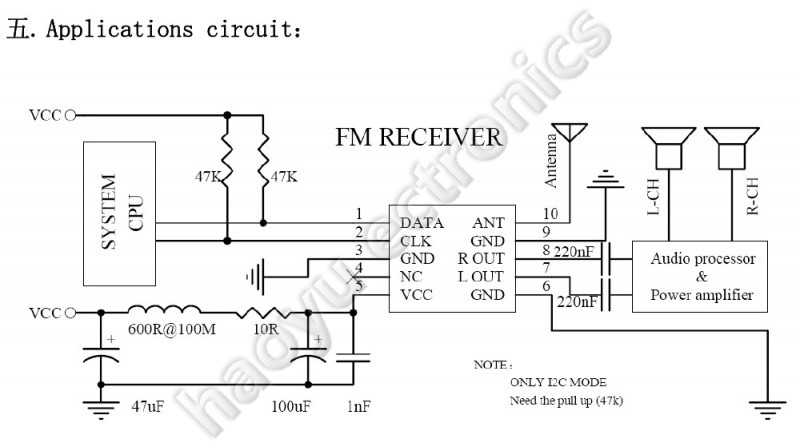 五. Applications circuit:
VCC
FM RECEIVER
47K
47K
SYSTEM
CPU
Antenna
L-CH
R-CH
1
2
3
4
5
DATA
CLK
GND
NC
VCC
ANT
GND
R OUT
L OUT
GND
10
9
8
7
6
220nF
220nF
Audio processor
&
Power amplifier
VCC
600R@100M
10R
+
+
47uF
100uF
1nF
NOTE:
ONLY I2C MODE
Need the pull up (47k)
haoyu electronics